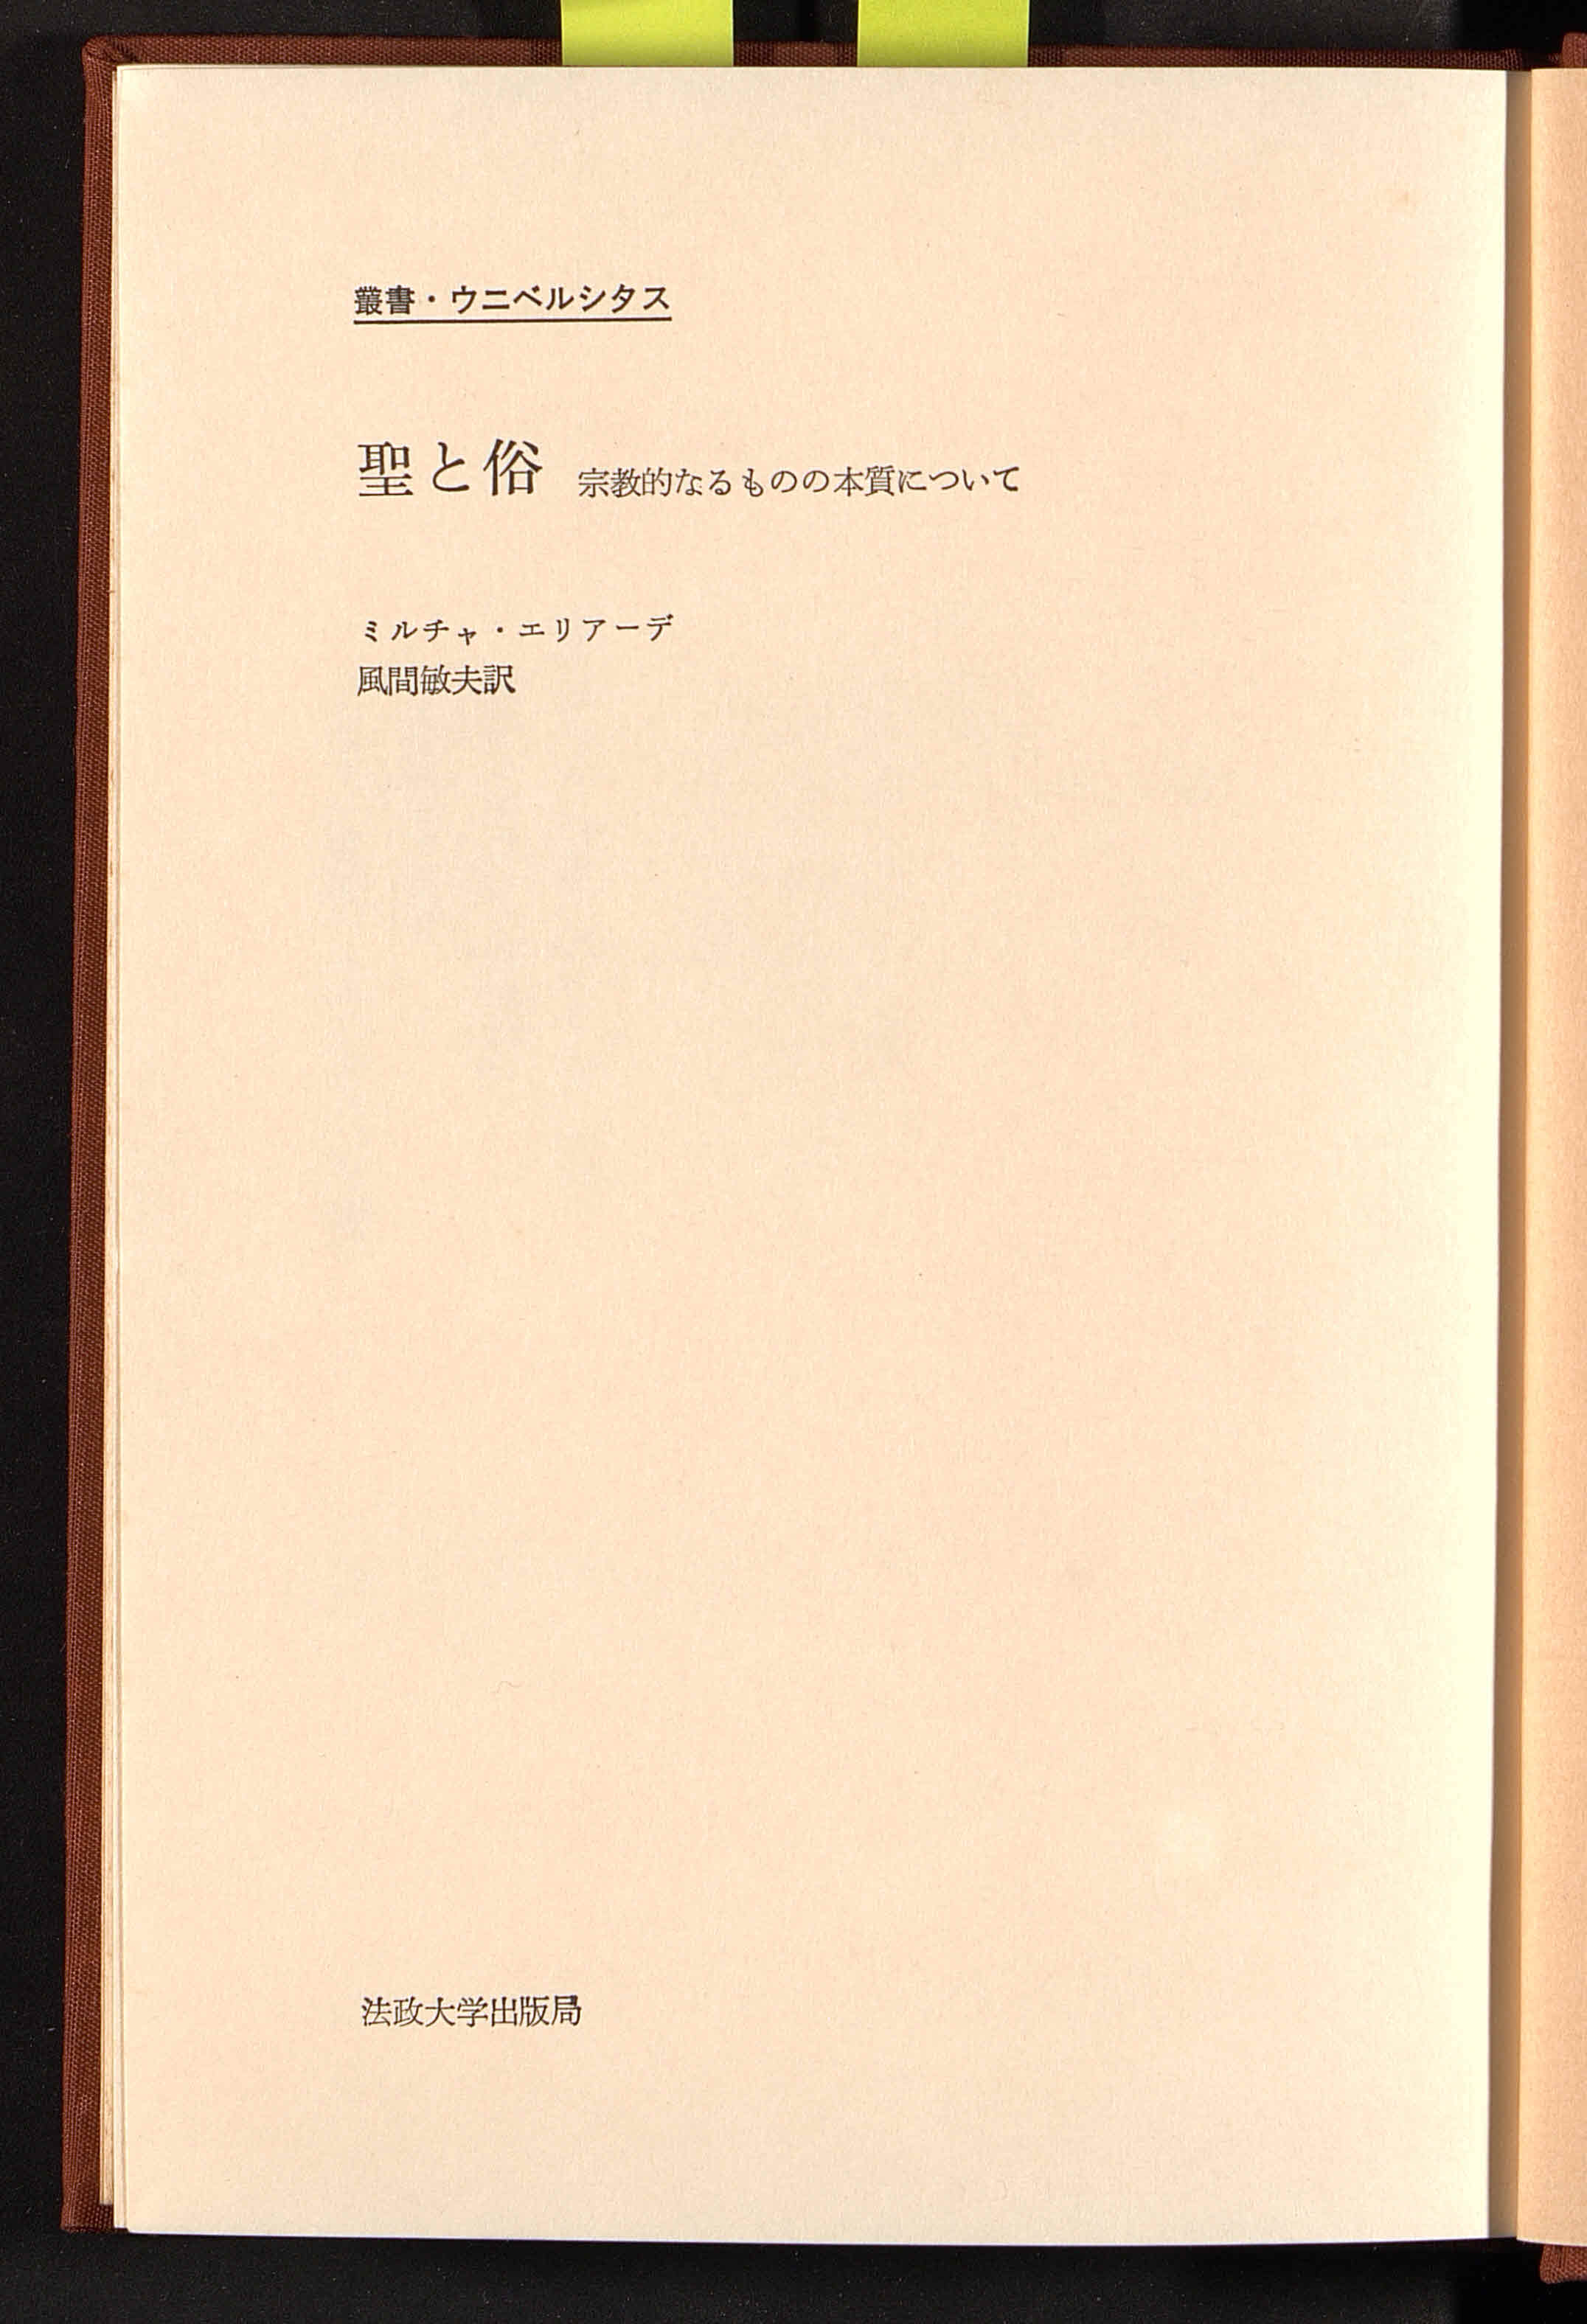 叢書・ウニベルシタス
聖と俗 宗教的なるものの本質について
ミルチャ・エリアーデ
風間敏夫訳
法政大学出版局